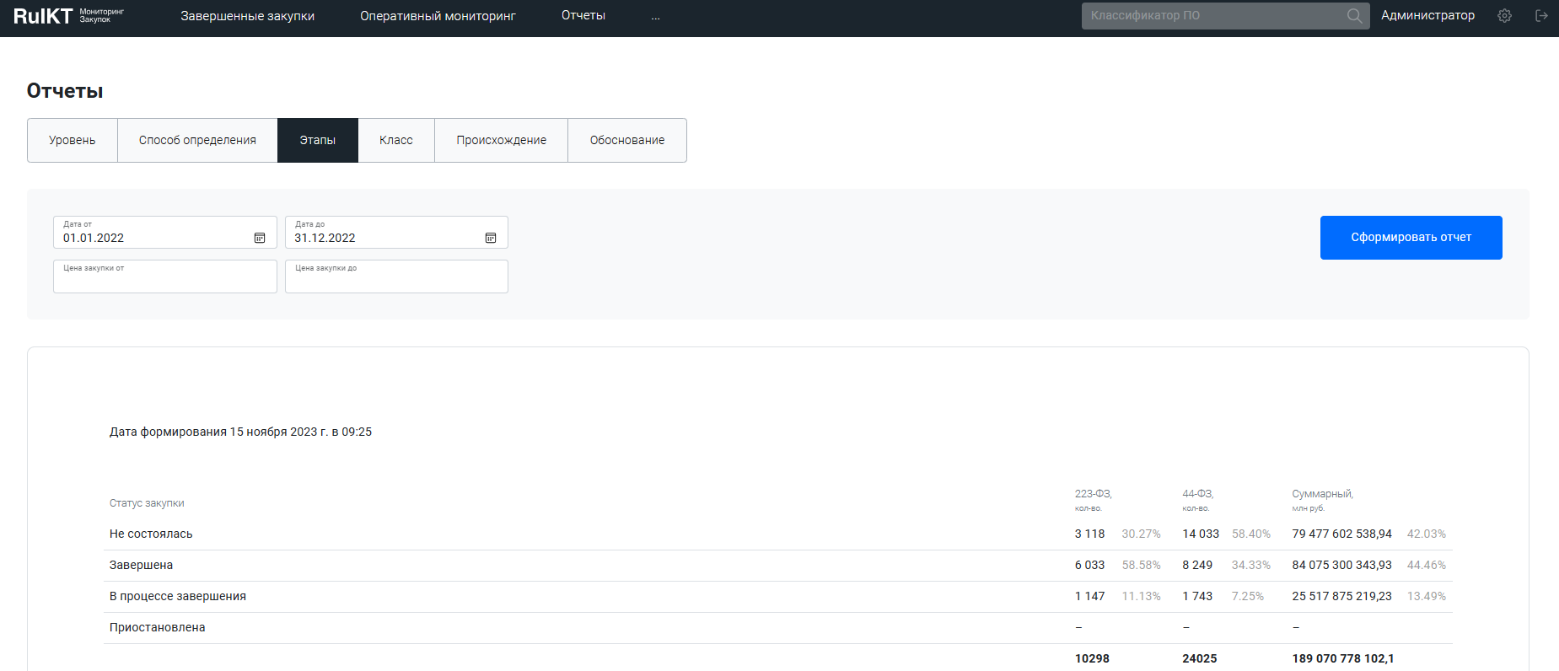 RuIKT Мониторинг Закупок Завершенные закупки Оперативный мониторинг Отчеты ... Классификатор ПО Администратор
Отчеты
Уровень Способ определения Этапы Класс Происхождение Обоснование
Дата от Дата до
01.01.2022 31.12.2022 Сформировать отчет
Цена закупки от Цена закупки до
Дата формирования 15 ноября 2023 г. в 09:25
Статус закупки 223-ФЗ, кол-во. 44-ФЗ, кол-во. Суммарный, млн руб.
Не состоялась 3 118 30.27% 14 033 58.40% 79 477 602 538,94 42.03%
Завершена 6 033 58.58% 8 249 34.33% 84 075 300 343,93 44.46%
В процессе завершения 1 147 11.13% 1 743 7.25% 25 517 875 219,23 13.49%
Приостановлена – – –
10298 24025 189 070 778 102,1